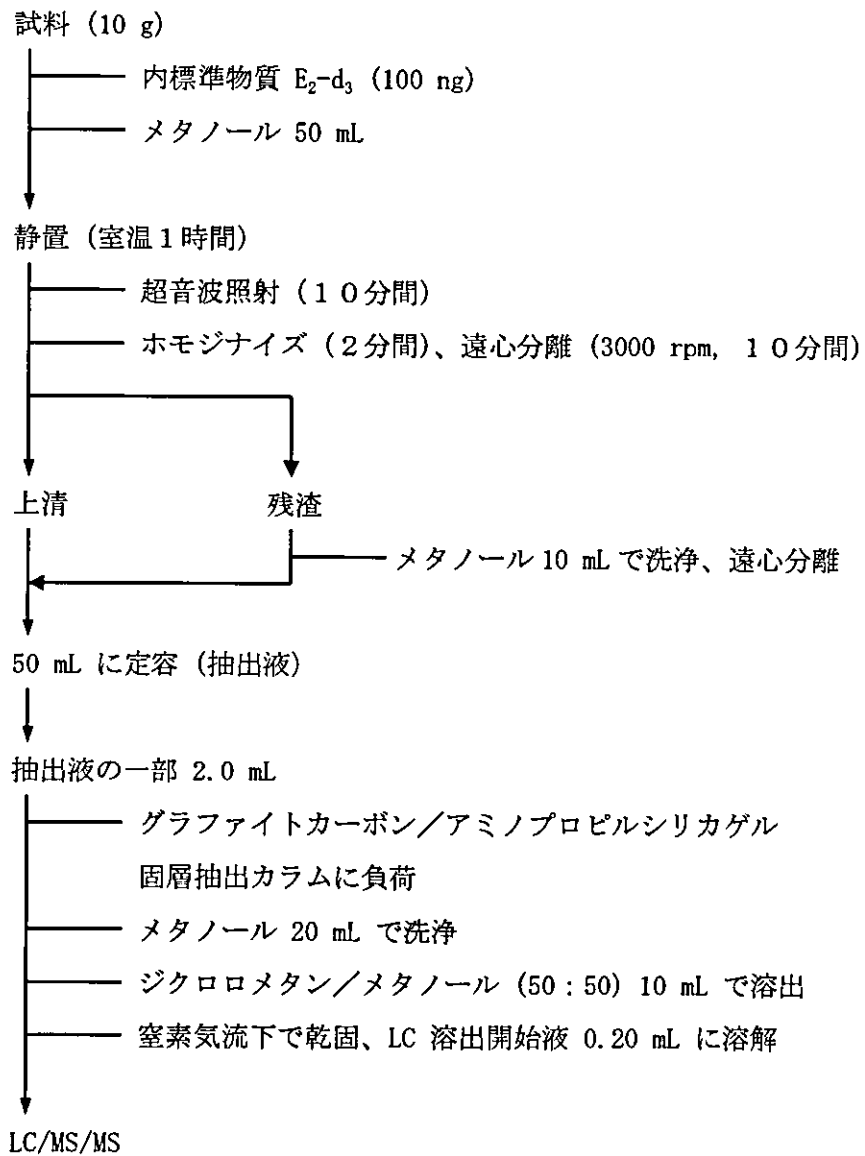 試料 (10 g)
内標準物質 E₂-d₃ (100 ng)
メタノール 50 mL
静置 (室温1時間)
超音波照射 (10分間)
ホモジナイズ (2分間)、遠心分離 (3000 rpm, 10分間)
上清 残渣
メタノール 10 mL で洗浄、遠心分離
50 mL に定容 (抽出液)
抽出液の一部 2.0 mL
グラファイトカーボン/アミノプロピルシリカゲル
固層抽出カラムに負荷
メタノール 20 mL で洗浄
ジクロロメタン/メタノール (50:50) 10 mL で溶出
窒素気流下で乾固、LC 溶出開始液 0.20 mL に溶解
LC/MS/MS